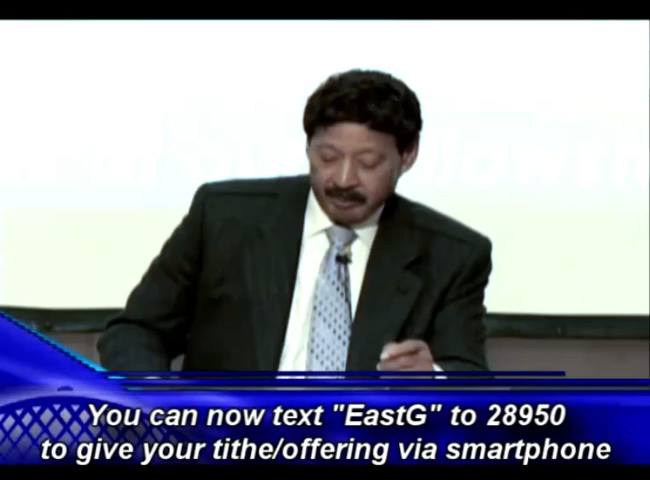 You can now text "EastG" to 28950
to give your tithe/offering via smartphone